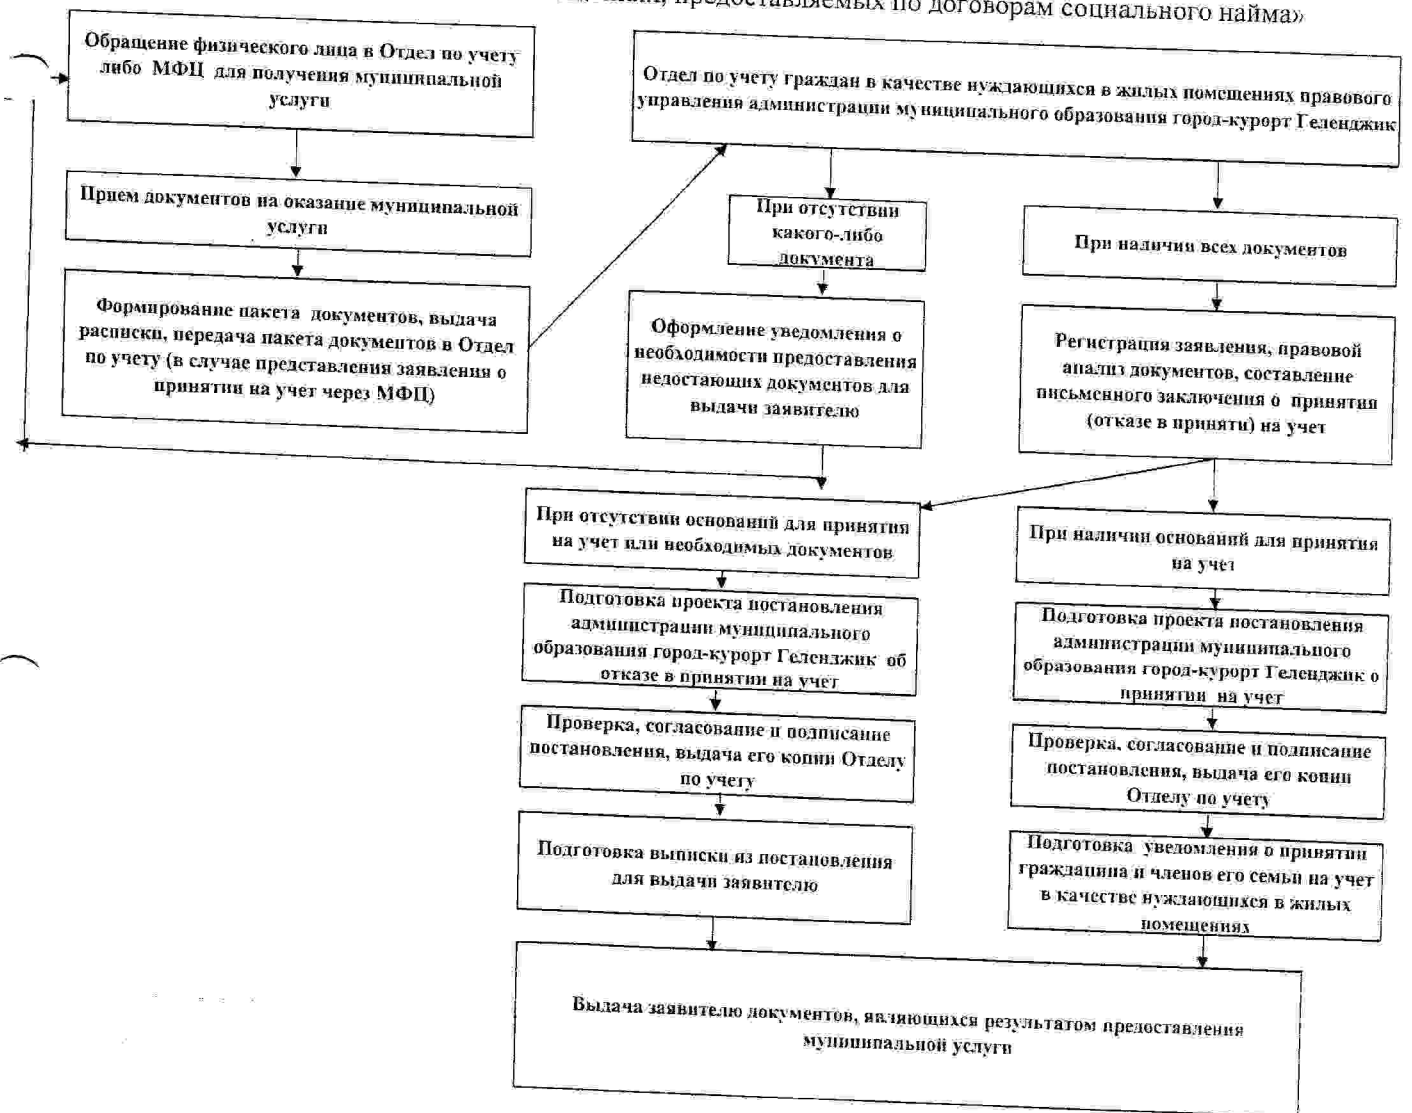 предоставляемых по договорам социального найма»
Обращение физического лица в Отдел по учету
либо МФЦ для получения муниципальной
услуги
Прием документов на оказание муниципальной
услуги
Формирование пакета документов, выдача
расписки, передача пакета документов в Отдел
по учету (в случае представления заявления о
принятии на учет через МФЦ)
Отдел по учету граждан в качестве нуждающихся в жилых помещениях правового
управления администрации муниципального образования город-курорт Геленджик
При отсутствии
какого-либо
документа
Оформление уведомления о
необходимости предоставления
недостающих документов для
выдачи заявителю
При наличии всех документов
Регистрация заявления, правовой
анализ документов, составление
письменного заключения о принятия
(отказе в приняти) на учет
При отсутствии оснований для принятия
на учет или необходимых документов
Подготовка проекта постановления
администрации муниципального
образования город-курорт Геленджик об
отказе в принятии на учет
Проверка, согласование и подписание
постановления, выдача его копии Отделу
по учету
Подготовка выписки из постановления
для выдачи заявителю
При наличии оснований для принятия
на учет
Подготовка проекта постановления
администрации муниципального
образования город-курорт Геленджик о
принятии на учет
Проверка, согласование и подписание
постановления, выдача его копии
Отделу по учету
Подготовка уведомления о принятии
гражданина и членов его семьи на учет
в качестве нуждающихся в жилых
помещениях
Выдача заявителю документов, являющихся результатом предоставления
муниципальной услуги